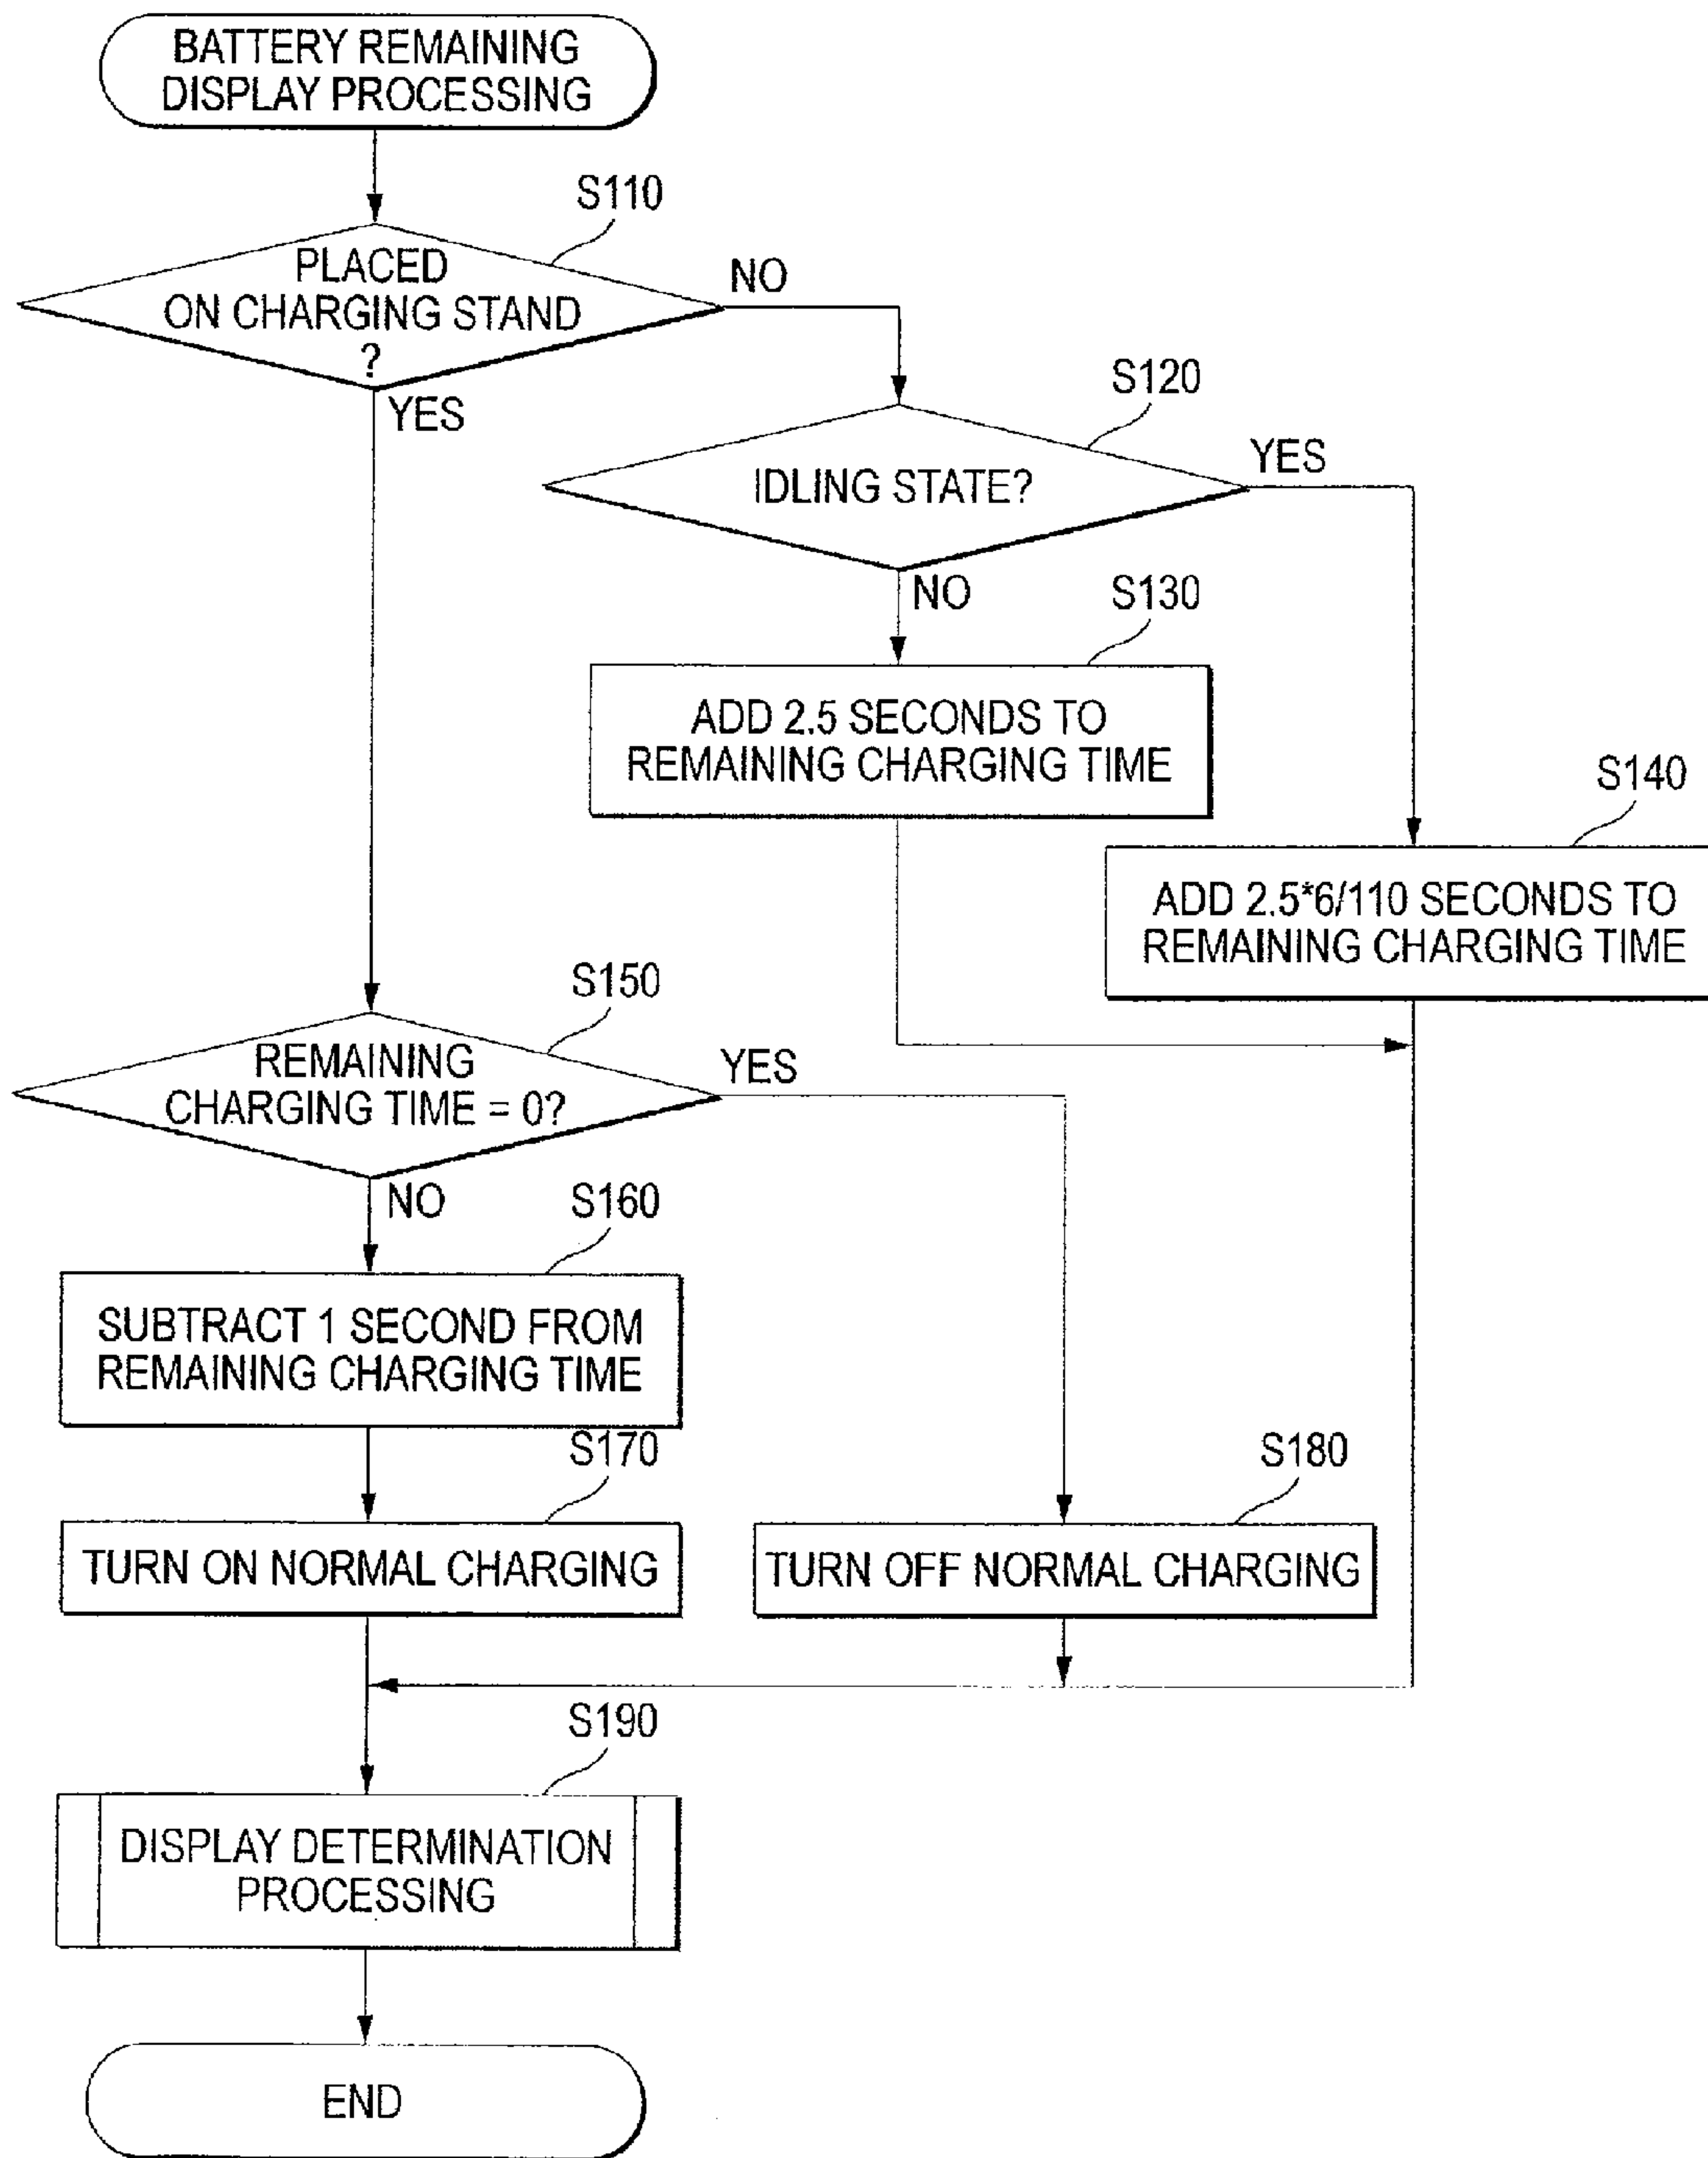 BATTERY REMAINING
DISPLAY PROCESSING
S110
PLACED
ON CHARGING STAND
?
NO
YES
S120
IDLING STATE?
YES
NO
S130
ADD 2.5 SECONDS TO
REMAINING CHARGING TIME
S140
ADD 2.5*6/110 SECONDS TO
REMAINING CHARGING TIME
S150
REMAINING
CHARGING TIME = 0?
YES
NO
S160
SUBTRACT 1 SECOND FROM
REMAINING CHARGING TIME
S170
TURN ON NORMAL CHARGING
S180
TURN OFF NORMAL CHARGING
S190
DISPLAY DETERMINATION
PROCESSING
END